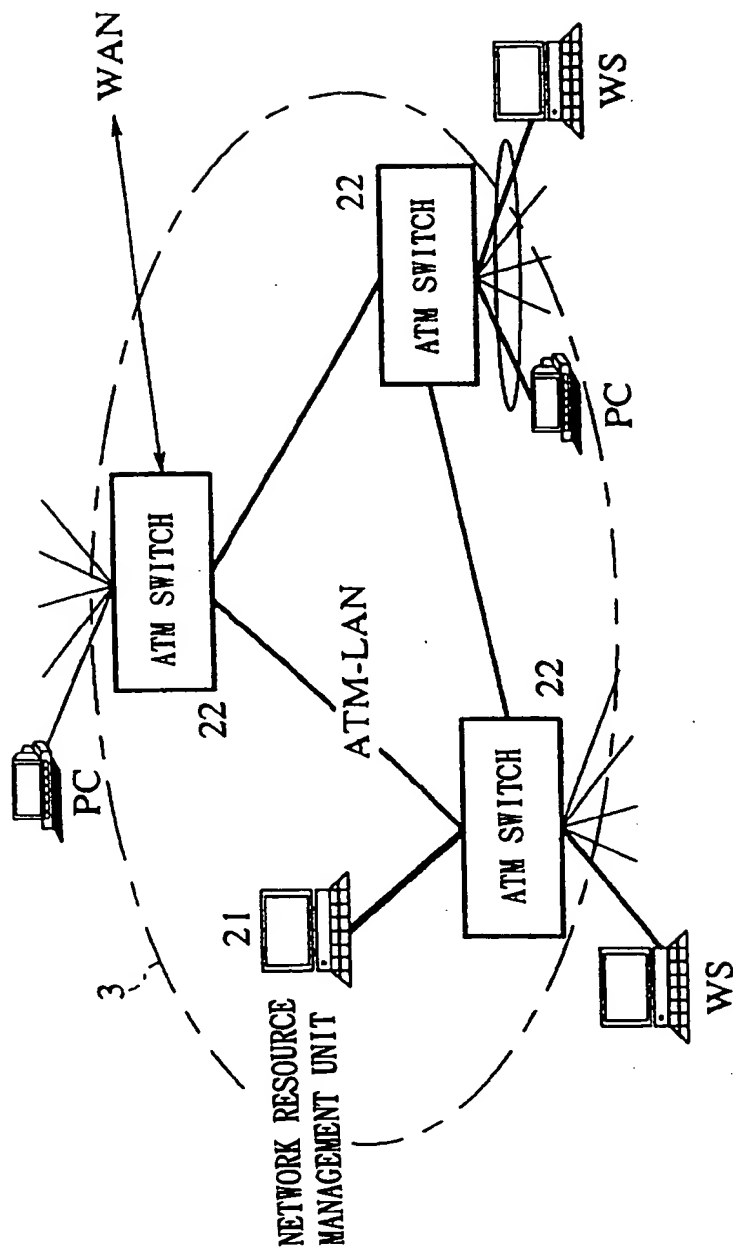 WAN
PC
ATM SWITCH
22
ATM SWITCH
22
WS
PC
ATM-LAN
3
21
NETWORK RESOURCE
MANAGEMENT UNIT
ATM SWITCH
22
WS